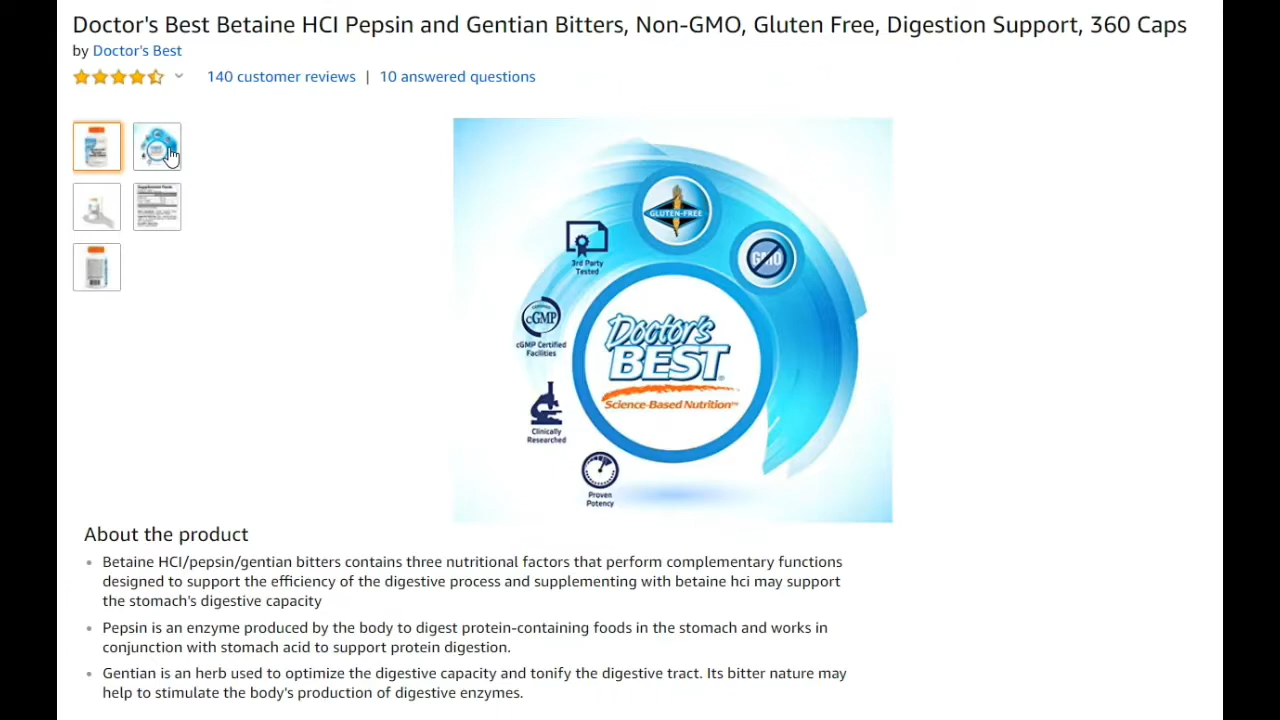 Doctor's Best Betaine HCI Pepsin and Gentian Bitters, Non-GMO, Gluten Free, Digestion Support, 360 Caps
by Doctor's Best
140 customer reviews | 10 answered questions
GLUTEN-FREE
3rd Party
Tested
GMO
cGMP
cGMP Certified
Facilities
Doctor's
BEST
Science-Based Nutrition™
Clinically
Researched
Proven
Potency
Supplement Facts
About the product
• Betaine HCI/pepsin/gentian bitters contains three nutritional factors that perform complementary functions
designed to support the efficiency of the digestive process and supplementing with betaine hci may support
the stomach's digestive capacity
• Pepsin is an enzyme produced by the body to digest protein-containing foods in the stomach and works in
conjunction with stomach acid to support protein digestion.
• Gentian is an herb used to optimize the digestive capacity and tonify the digestive tract. Its bitter nature may
help to stimulate the body's production of digestive enzymes.